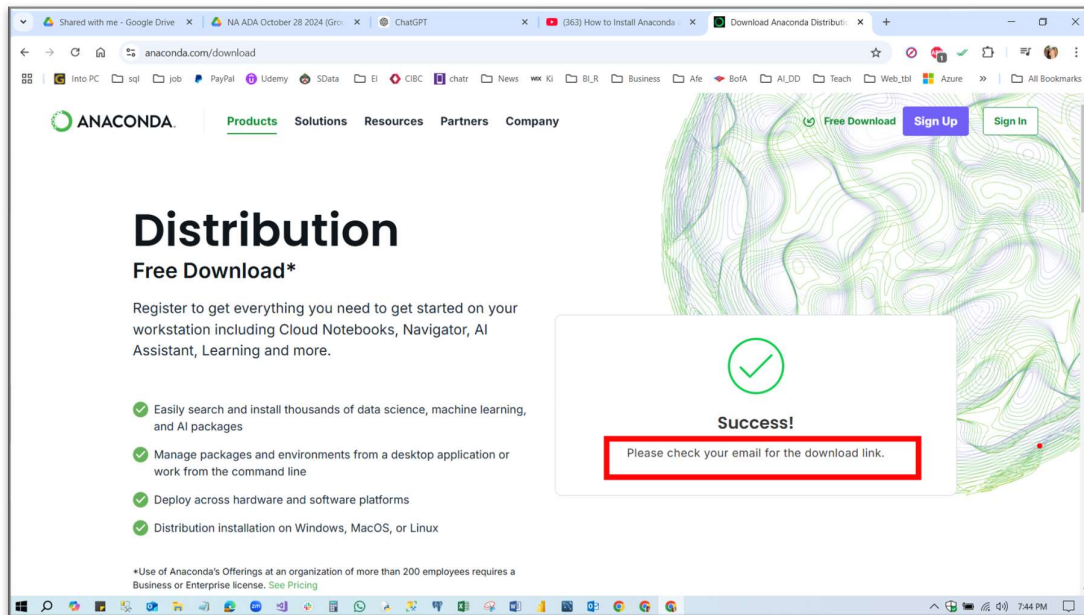 Shared with me - Google Drive
NA ADA October 28 2024 (Gro
ChatGPT
(363) How to Install Anaconda
Download Anaconda Distributio
anaconda.com/download
Into PC
sql
job
PayPal
Udemy
SData
EI
CIBC
chatr
News
WIX Ki
BI_R
Business
Afe
BofA
AI_DD
Teach
Web_tbl
Azure
All Bookmarks
ANACONDA.
Products
Solutions
Resources
Partners
Company
Free Download
Sign Up
Sign In
Distribution
Free Download*
Register to get everything you need to get started on your
workstation including Cloud Notebooks, Navigator, AI
Assistant, Learning and more.
Easily search and install thousands of data science, machine learning,
and AI packages
Manage packages and environments from a desktop application or
work from the command line
Deploy across hardware and software platforms
Distribution installation on Windows, MacOS, or Linux
*Use of Anaconda's Offerings at an organization of more than 200 employees requires a
Business or Enterprise license. See Pricing
Success!
Please check your email for the download link.
7:44 PM